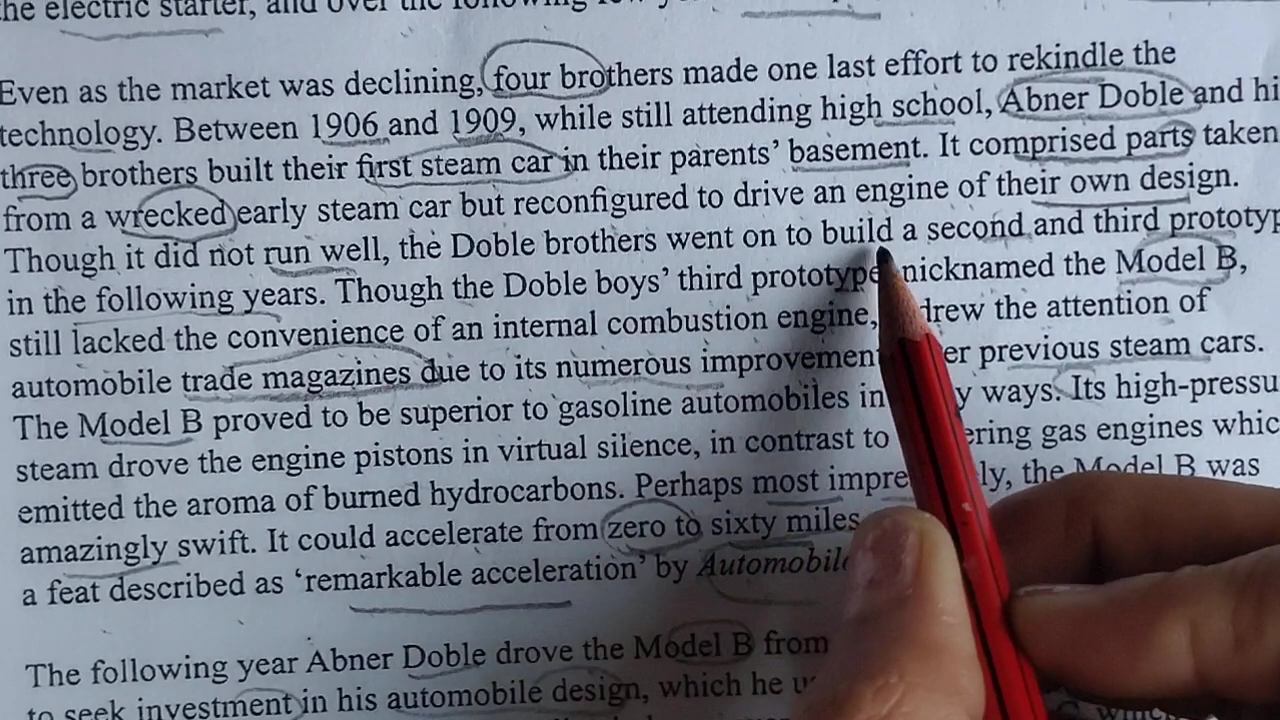 the electric starter, and over the following
Even as the market was declining, four brothers made one last effort to rekindle the
technology. Between 1906 and 1909, while still attending high school, Abner Doble and hi
three brothers built their first steam car in their parents' basement. It comprised parts taken
from a wrecked early steam car but reconfigured to drive an engine of their own design.
Though it did not run well, the Doble brothers went on to build a second and third prototyp
in the following years. Though the Doble boys' third prototype nicknamed the Model B,
still lacked the convenience of an internal combustion engine, drew the attention of
automobile trade magazines due to its numerous improvement er previous steam cars.
The Model B proved to be superior to gasoline automobiles in y ways. Its high-pressu
steam drove the engine pistons in virtual silence, in contrast to ering gas engines whic
emitted the aroma of burned hydrocarbons. Perhaps most impre ly, the Model B was
amazingly swift. It could accelerate from zero to sixty miles
a feat described as 'remarkable acceleration' by Automobile
The following year Abner Doble drove the Model B from
to seek investment in his automobile design, which he